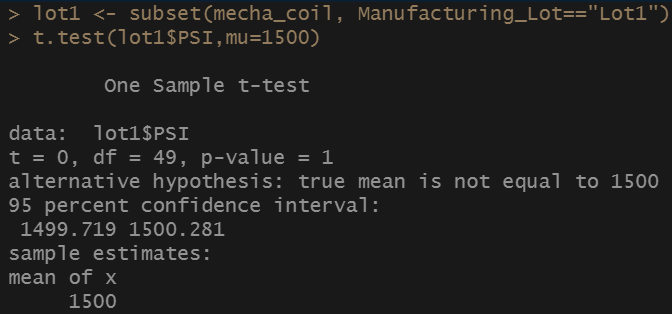 > lot1 <- subset(mecha_coil, Manufacturing_Lot=="Lot1")
> t.test(lot1$PSI,mu=1500)
One Sample t-test
data:  lot1$PSI
t = 0, df = 49, p-value = 1
alternative hypothesis: true mean is not equal to 1500
95 percent confidence interval:
1499.719 1500.281
sample estimates:
mean of x
1500